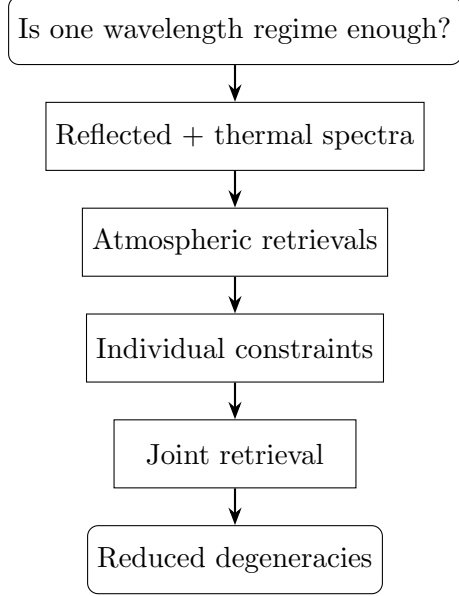 Is one wavelength regime enough?
Reflected + thermal spectra
Atmospheric retrievals
Individual constraints
Joint retrieval
Reduced degeneracies